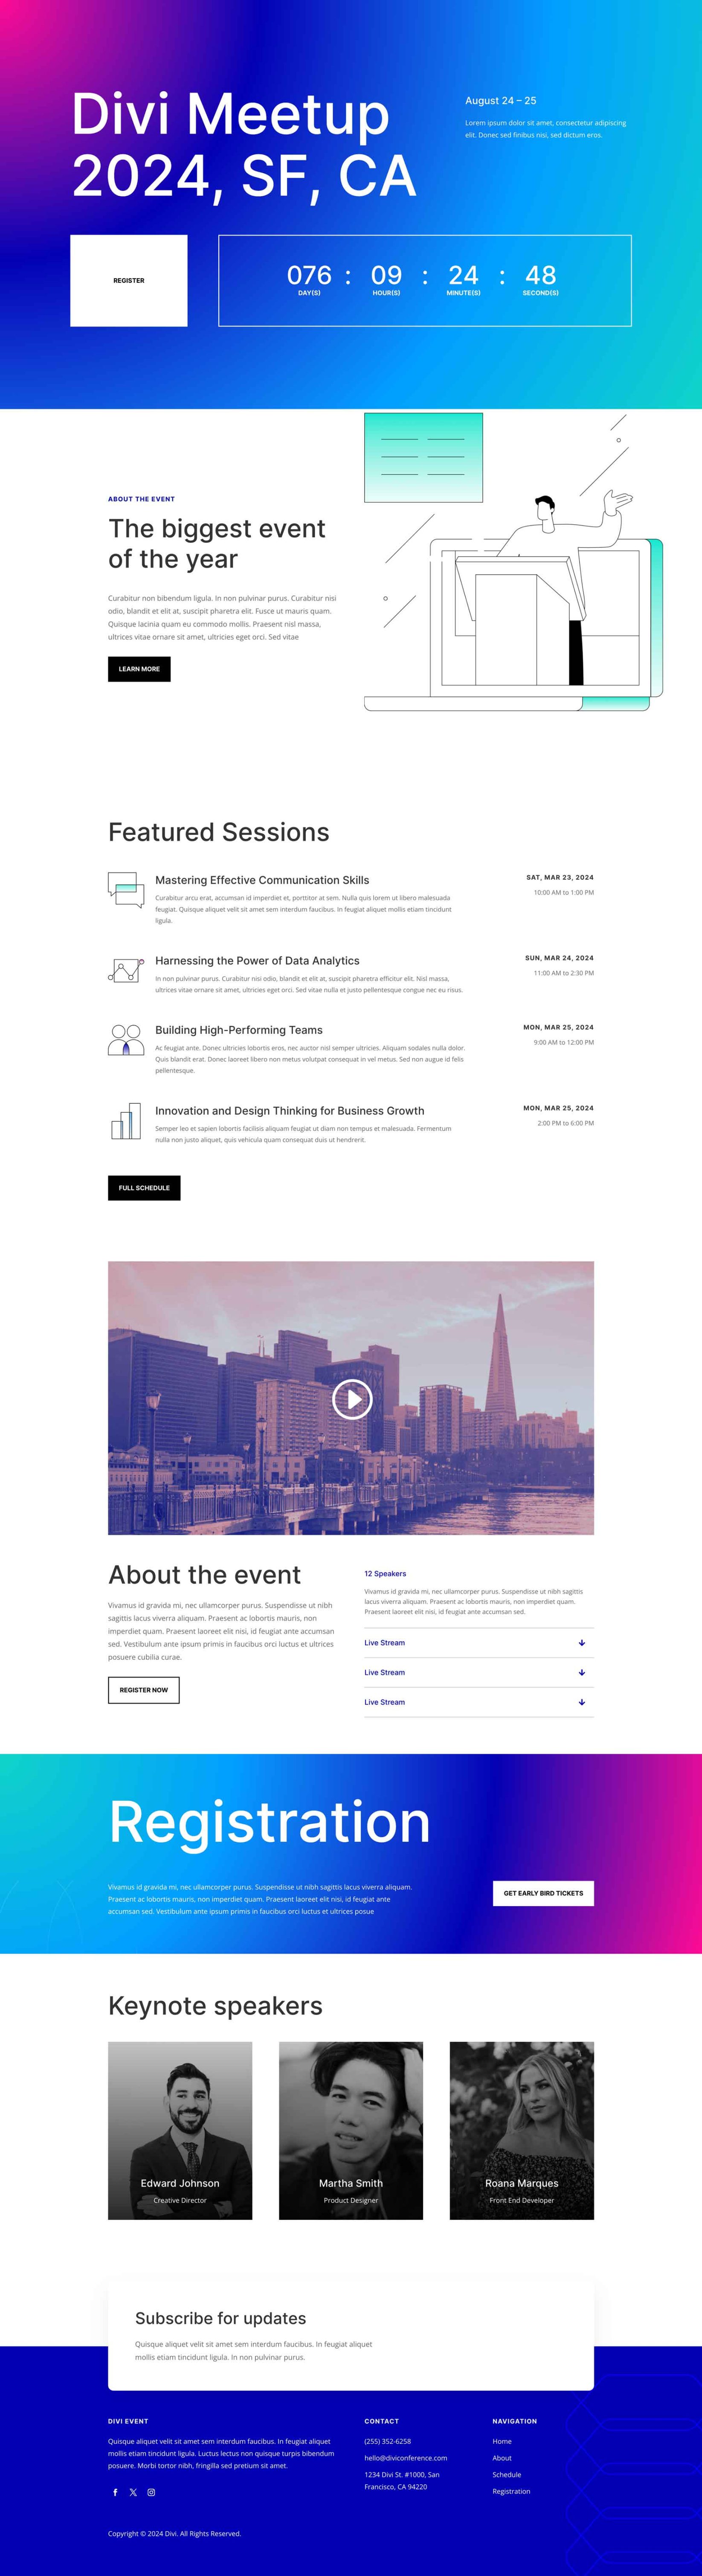 Divi Meetup
2024, SF, CA
August 24 – 25
Lorem ipsum dolor sit amet, consectetur adipiscing
elit. Donec sed finibus nisi, sed dictum eros.
REGISTER
076 : 09 : 24 : 48
DAY(S) HOUR(S) MINUTE(S) SECOND(S)
ABOUT THE EVENT
The biggest event
of the year
Curabitur non bibendum ligula. In non pulvinar purus. Curabitur nisi
odio, blandit et elit at, suscipit pharetra elit. Fusce ut mauris quam.
Quisque lacinia quam eu commodo mollis. Praesent nisl massa,
ultrices vitae ornare sit amet, ultricies eget orci. Sed vitae
LEARN MORE
Featured Sessions
Mastering Effective Communication Skills
Curabitur arcu erat, accumsan id imperdiet et, porttitor at sem. Nulla quis lorem ut libero malesuada
feugiat. Quisque aliquet velit sit amet sem interdum faucibus. In feugiat aliquet mollis etiam tincidunt
ligula.
SAT, MAR 23, 2024
10:00 AM to 1:00 PM
Harnessing the Power of Data Analytics
In non pulvinar purus. Curabitur nisi odio, blandit et elit at, suscipit pharetra efficitur elit. Nisl massa,
ultrices vitae ornare sit amet, ultricies eget orci. Sed vitae nulla et justo pellentesque congue nec eu risus.
SUN, MAR 24, 2024
11:00 AM to 2:30 PM
Building High-Performing Teams
Ac feugiat ante. Donec ultricies lobortis eros, nec auctor nisl semper ultricies. Aliquam sodales nulla dolor.
Quis blandit erat. Donec laoreet libero non metus volutpat consequat in vel metus. Sed non augue id felis
pellentesque.
MON, MAR 25, 2024
9:00 AM to 12:00 PM
Innovation and Design Thinking for Business Growth
Semper leo et sapien lobortis facilisis aliquam feugiat ut diam non tempus et malesuada. Fermentum
nulla non justo aliquet, quis vehicula quam consequat duis ut hendrerit.
MON, MAR 25, 2024
2:00 PM to 6:00 PM
FULL SCHEDULE
About the event
Vivamus id gravida mi, nec ullamcorper purus. Suspendisse ut nibh
sagittis lacus viverra aliquam. Praesent ac lobortis mauris, non
imperdiet quam. Praesent laoreet elit nisi, id feugiat ante accumsan
sed. Vestibulum ante ipsum primis in faucibus orci luctus et ultrices
posuere cubilia curae.
REGISTER NOW
12 Speakers
Vivamus id gravida mi, nec ullamcorper purus. Suspendisse ut nibh sagittis
lacus viverra aliquam. Praesent ac lobortis mauris, non imperdiet quam.
Praesent laoreet elit nisi, id feugiat ante accumsan sed.
Live Stream
Live Stream
Live Stream
Registration
Vivamus id gravida mi, nec ullamcorper purus. Suspendisse ut nibh sagittis lacus viverra aliquam.
Praesent ac lobortis mauris, non imperdiet quam. Praesent laoreet elit nisi, id feugiat ante
accumsan sed. Vestibulum ante ipsum primis in faucibus orci luctus et ultrices posue
GET EARLY BIRD TICKETS
Keynote speakers
Edward Johnson
Creative Director
Martha Smith
Product Designer
Roana Marques
Front End Developer
Subscribe for updates
Quisque aliquet velit sit amet sem interdum faucibus. In feugiat aliquet
mollis etiam tincidunt ligula. In non pulvinar purus.
DIVI EVENT
Quisque aliquet velit sit amet sem interdum faucibus. In feugiat aliquet
mollis etiam tincidunt ligula. Luctus lectus non quisque turpis bibendum
posuere. Morbi tortor nibh, fringilla sed pretium sit amet.
CONTACT
(255) 352-6258
hello@diviconference.com
1234 Divi St. #1000, San
Francisco, CA 94220
NAVIGATION
Home
About
Schedule
Registration
Copyright © 2024 Divi. All Rights Reserved.